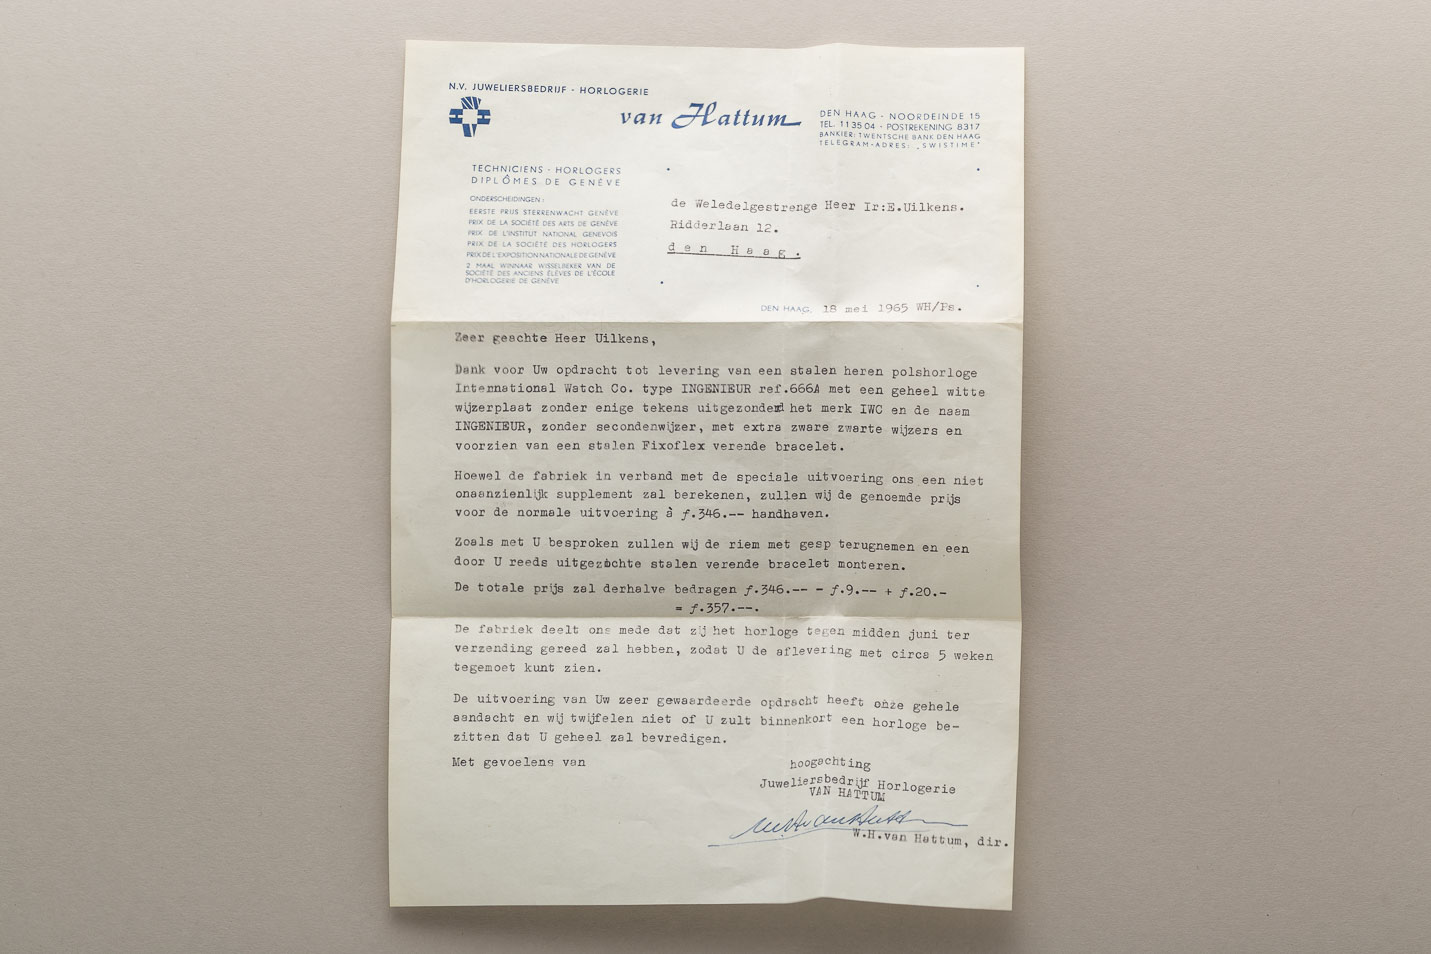 N.V. JUWELIERSBEDRIJF · HORLOGERIE
van Hattum
DEN HAAG · NOORDEINDE 15
TEL. 113504 · POSTREKENING 8317
BANKIER: TWENTSCHE BANK DEN HAAG
TELEGRAM-ADRES: „SWISTIME"
TECHNICIENS · HORLOGERS
DIPLÔMES DE GENÈVE
ONDERSCHEIDINGEN:
EERSTE PRIJS STERRENWACHT GENÈVE
PRIX DE LA SOCIÉTÉ DES ARTS DE GENÈVE
PRIX DE L'INSTITUT NATIONAL GENEVOIS
PRIX DE LA SOCIÉTÉ DES HORLOGERS
PRIX DE L'EXPOSITION NATIONALE DE GENÈVE
2 MAAL WINNAAR WISSELBEKER VAN DE
SOCIÉTÉ DES ANCIENS ÉLÈVES DE L'ÉCOLE
D'HORLOGERIE DE GENÈVE
de Weledelgestrenge Heer Ir:E.Uilkens.
Ridderlaan 12.
den Haag.
DEN HAAG, 18 mei 1965 WH/Ps.
Zeer geachte Heer Uilkens,
Dank voor Uw opdracht tot levering van een stalen heren polshorloge
International Watch Co. type INGENIEUR ref.666A met een geheel witte
wijzerplaat zonder enige tekens uitgezonderd het merk IWC en de naam
INGENIEUR, zonder secondenwijzer, met extra zware zwarte wijzers en
voorzien van een stalen Fixoflex verende bracelet.
Hoewel de fabriek in verband met de speciale uitvoering ons een niet
onaanzienlijk supplement zal berekenen, zullen wij de genoemde prijs
voor de normale uitvoering à ƒ.346.-- handhaven.
Zoals met U besproken zullen wij de riem met gesp terugnemen en een
door U reeds uitgezochte stalen verende bracelet monteren.
De totale prijs zal derhalve bedragen ƒ.346.-- - ƒ.9.-- + ƒ.20.-
= ƒ.357.--.
De fabriek deelt ons mede dat zij het horloge tegen midden juni ter
verzending gereed zal hebben, zodat U de aflevering met circa 5 weken
tegemoet kunt zien.
De uitvoering van Uw zeer gewaardeerde opdracht heeft onze gehele
aandacht en wij twijfelen niet of U zult binnenkort een horloge be-
zitten dat U geheel zal bevredigen.
Met gevoelens van hoogachting
Juweliersbedrijf Horlogerie
VAN HATTUM
W.H.van Hattum, dir.